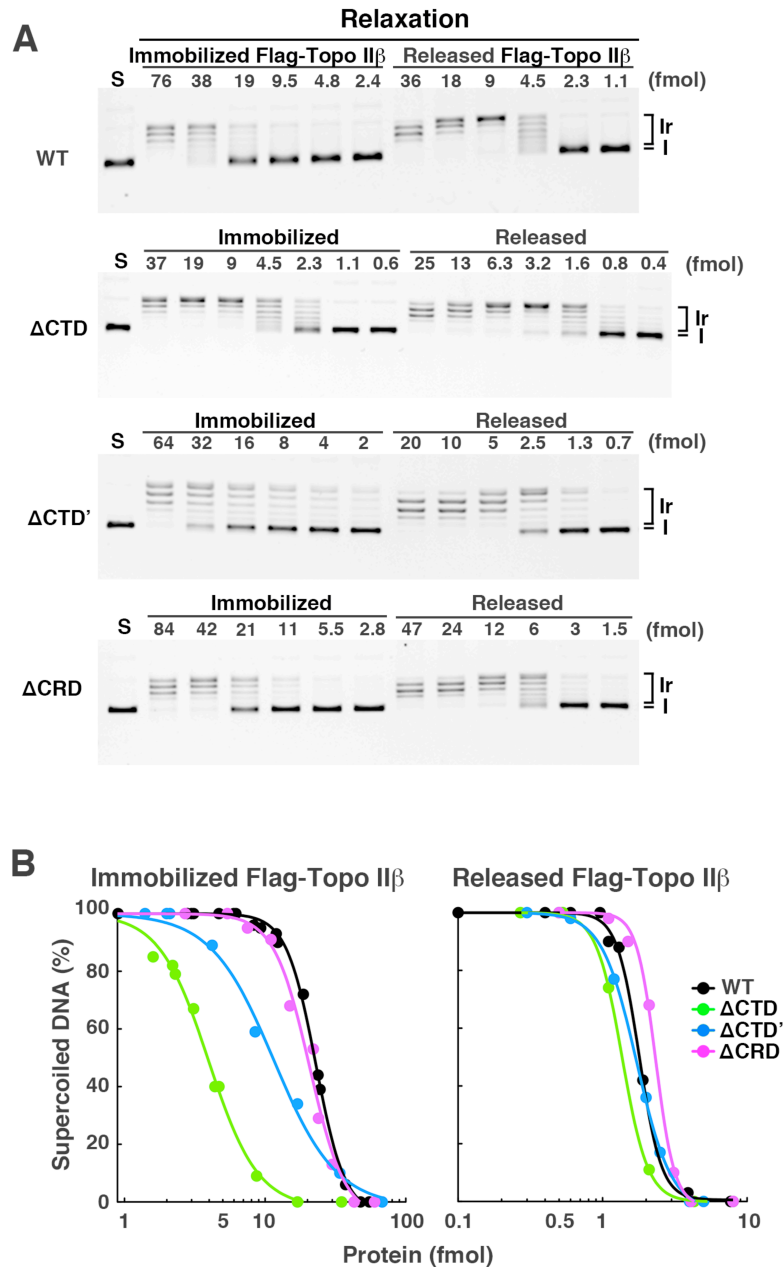 A
Relaxation
Immobilized Flag-Topo IIβ Released Flag-Topo IIβ
S 76 38 19 9.5 4.8 2.4 36 18 9 4.5 2.3 1.1 (fmol)
WT
Ir
I
Immobilized Released
S 37 19 9 4.5 2.3 1.1 0.6 25 13 6.3 3.2 1.6 0.8 0.4 (fmol)
ΔCTD
Ir
I
Immobilized Released
S 64 32 16 8 4 2 20 10 5 2.5 1.3 0.7 (fmol)
ΔCTD'
Ir
I
Immobilized Released
S 84 42 21 11 5.5 2.8 47 24 12 6 3 1.5 (fmol)
ΔCRD
Ir
I
B
Immobilized Flag-Topo IIβ Released Flag-Topo IIβ
Supercoiled DNA (%)
100
80
60
40
20
0
WT
ΔCTD
ΔCTD'
ΔCRD
1 5 10 100 0.1 0.5 1 10
Protein (fmol)